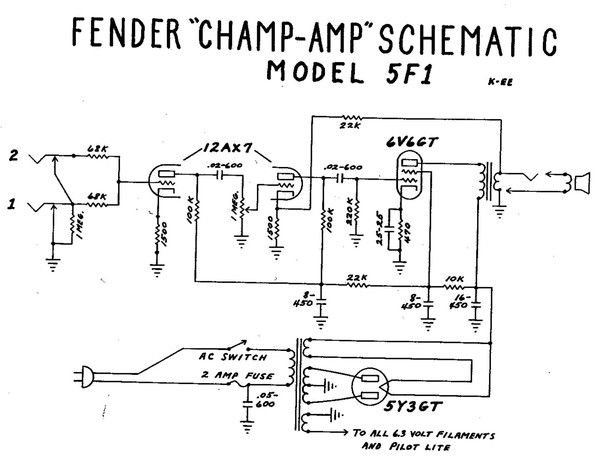 FENDER "CHAMP-AMP" SCHEMATIC
MODEL 5F1
K-EE
22K
2
68K
12AX7
6V6GT
.02-600
.02-600
1
68K
1 MEG.
1500
100K
1 MEG.
1500
100K
220K
25-25
470
22K
10K
8-450
8-450
16-450
AC SWITCH
2 AMP FUSE
.05-600
5Y3GT
TO ALL 6.3 VOLT FILAMENTS
AND PILOT LITE